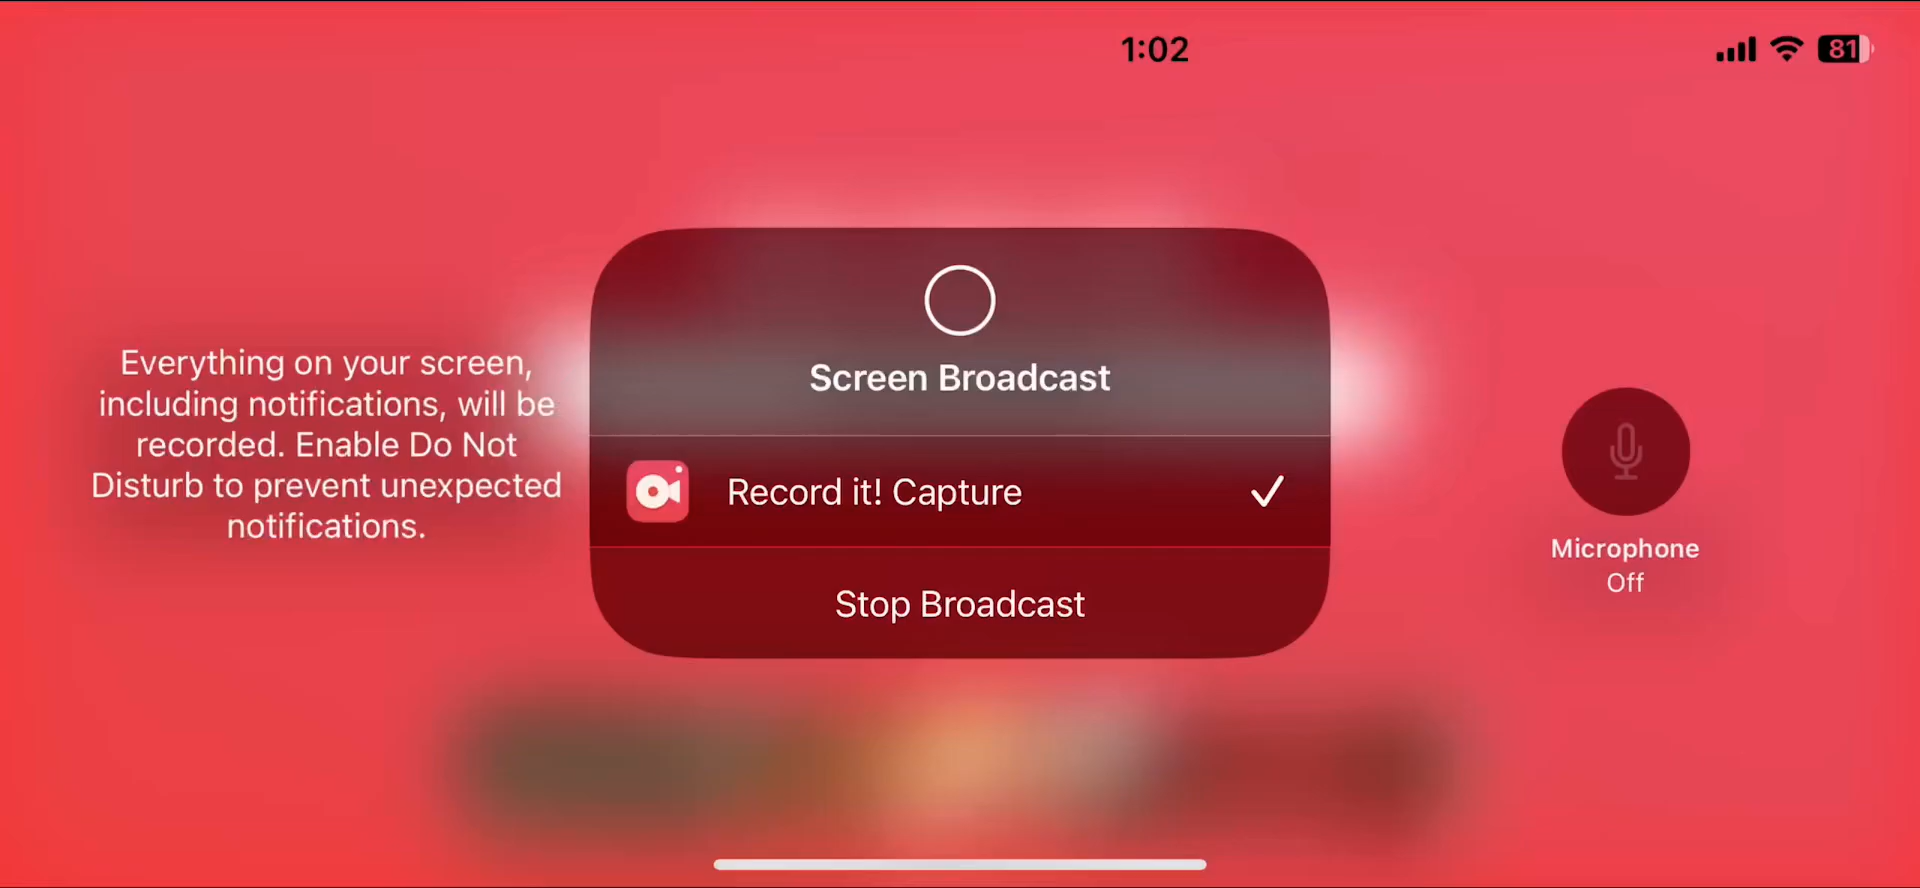 1:02
81
Everything on your screen,
including notifications, will be
recorded. Enable Do Not
Disturb to prevent unexpected
notifications.
Screen Broadcast
Record it! Capture
Stop Broadcast
Microphone
Off